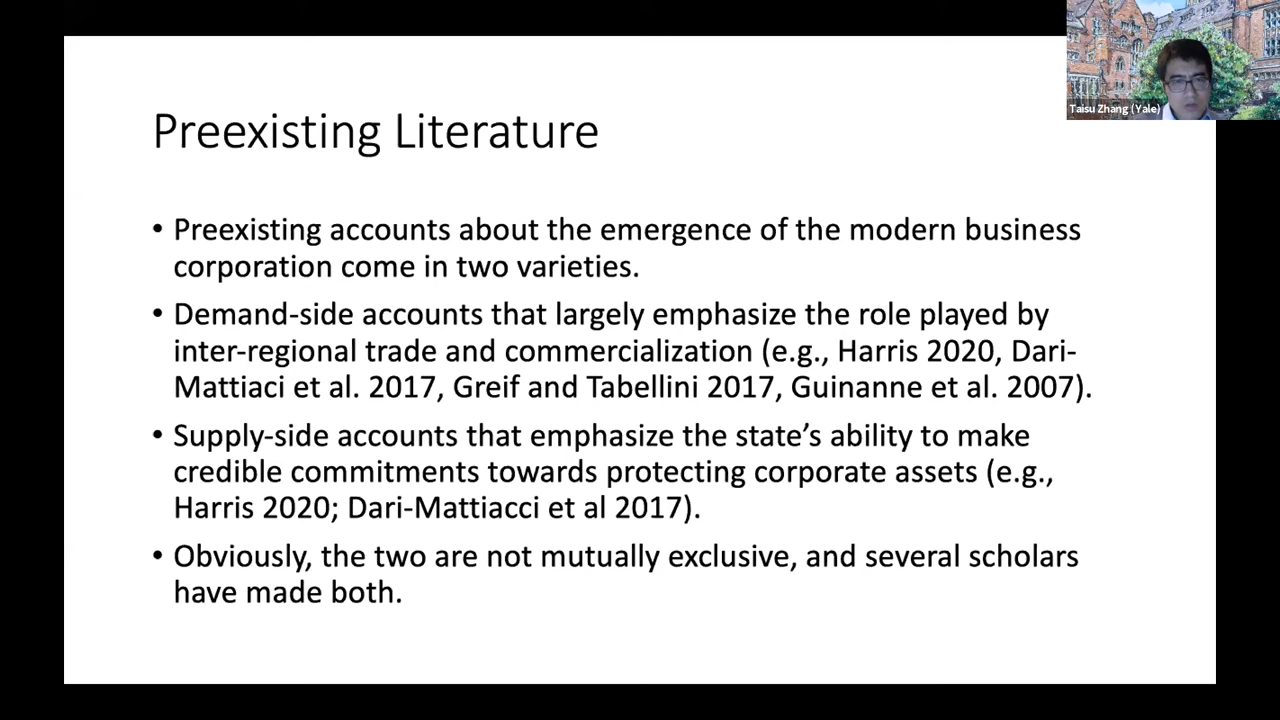 Taisu Zhang (Yale)
Preexisting Literature
• Preexisting accounts about the emergence of the modern business
corporation come in two varieties.
• Demand-side accounts that largely emphasize the role played by
inter-regional trade and commercialization (e.g., Harris 2020, Dari-
Mattiaci et al. 2017, Greif and Tabellini 2017, Guinanne et al. 2007).
• Supply-side accounts that emphasize the state’s ability to make
credible commitments towards protecting corporate assets (e.g.,
Harris 2020; Dari-Mattiacci et al 2017).
• Obviously, the two are not mutually exclusive, and several scholars
have made both.